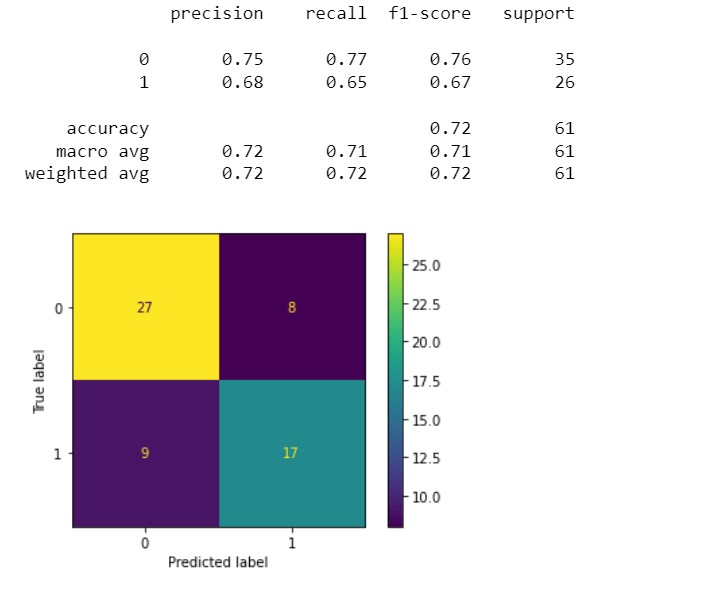 precision recall f1-score support
0 0.75 0.77 0.76 35
1 0.68 0.65 0.67 26
accuracy 0.72 61
macro avg 0.72 0.71 0.71 61
weighted avg 0.72 0.72 0.72 61
25.0
22.5
20.0
17.5
15.0
12.5
10.0
True label
0
27 8
1
9 17
0 1
Predicted label